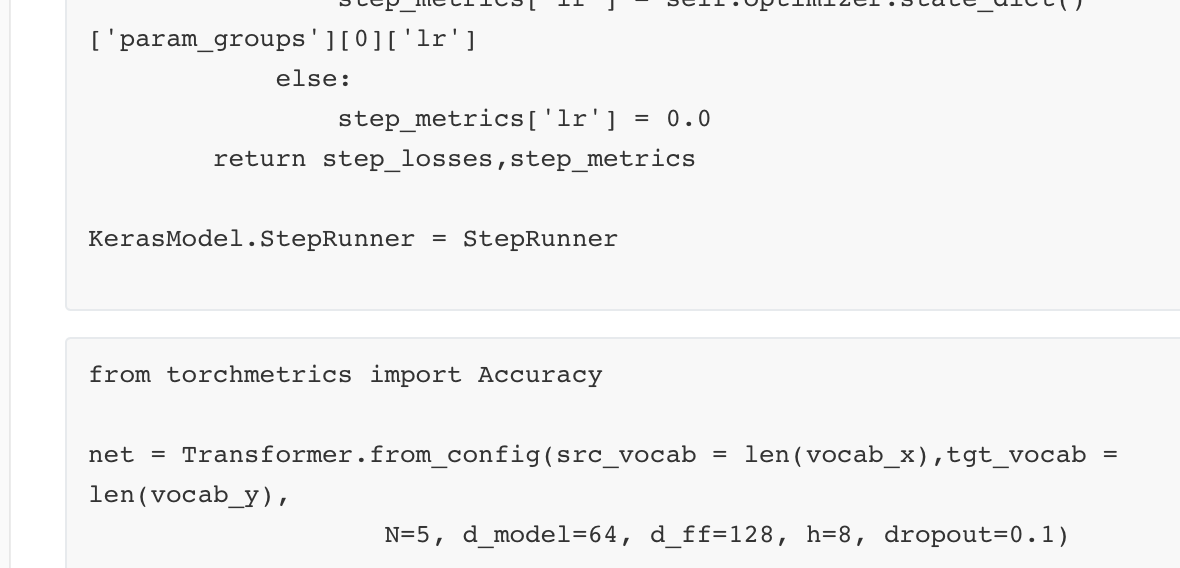 step_metrics['lr'] = self.optimizer.state_dict()
['param_groups'][0]['lr']
else:
step_metrics['lr'] = 0.0
return step_losses,step_metrics
KerasModel.StepRunner = StepRunner
from torchmetrics import Accuracy
net = Transformer.from_config(src_vocab = len(vocab_x),tgt_vocab =
len(vocab_y),
N=5, d_model=64, d_ff=128, h=8, dropout=0.1)